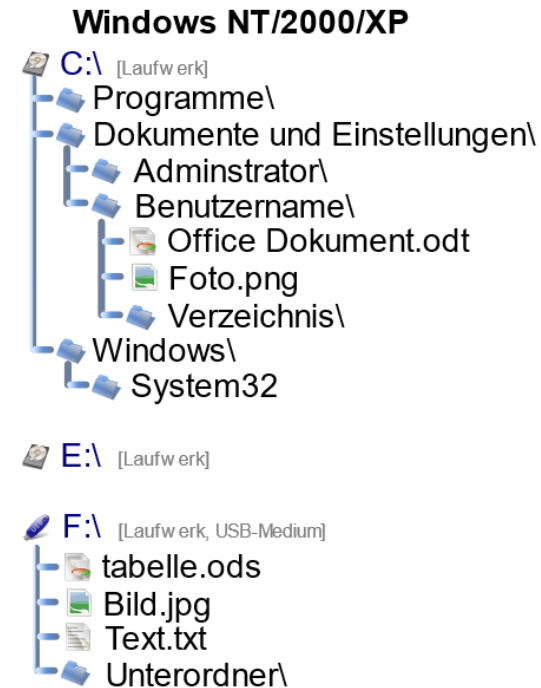 Windows NT/2000/XP
C:\ [Laufwerk]
Programme\
Dokumente und Einstellungen\
Adminstrator\
Benutzername\
Office Dokument.odt
Foto.png
Verzeichnis\
Windows\
System32
E:\ [Laufwerk]
F:\ [Laufwerk, USB-Medium]
tabelle.ods
Bild.jpg
Text.txt
Unterordner\